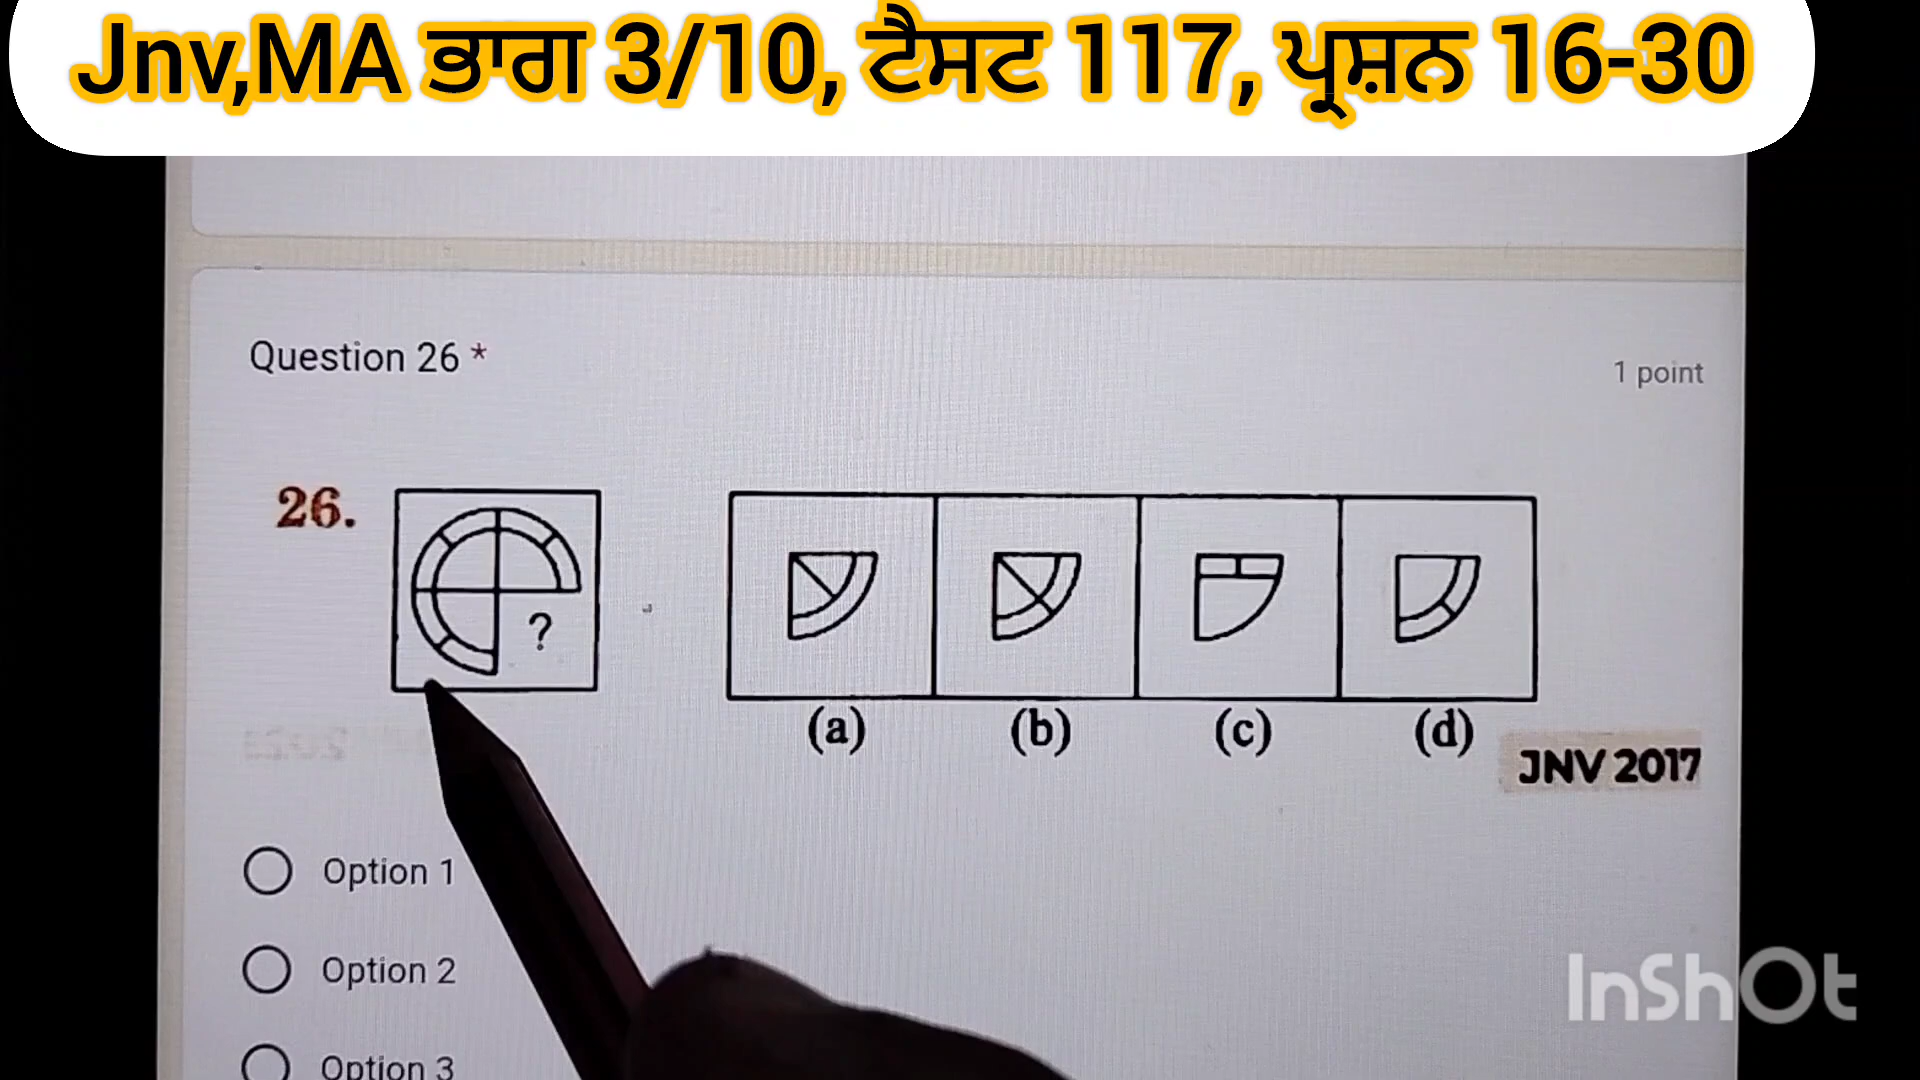 Jnv,MA ਭਾਗ 3/10, ਟੈਸਟ 117, ਪ੍ਰਸ਼ਨ 16-30
Question 26 *
1 point
26.
?
(a) (b) (c) (d)
JNV 2017
Option 1
Option 2
Option 3
InShOt